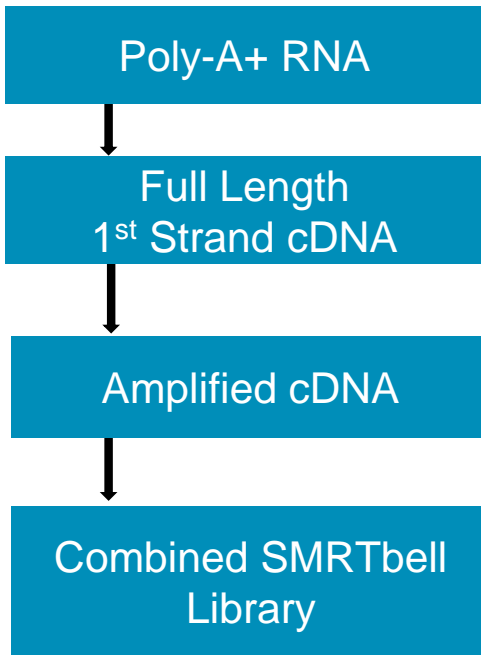 Poly-A+ RNA
Full Length
1st Strand cDNA
Amplified cDNA
Combined SMRTbell
Library